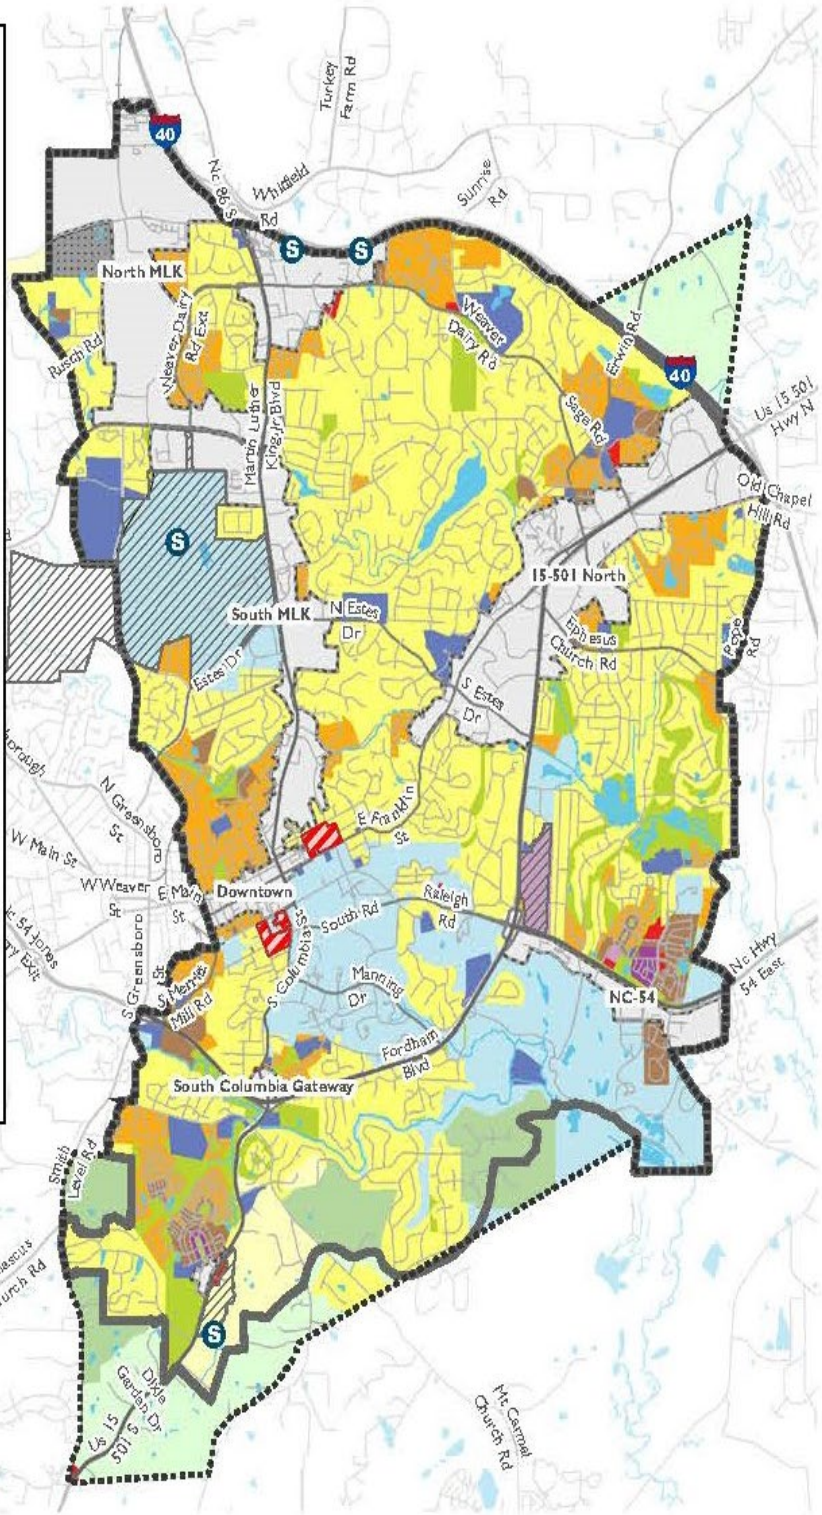 Turkey
Farm Rd
40
Nc 86 S
Whitfield
Rd
Sunrise
Rd
S
S
North MLK
Weaver Dairy
Rd Ext
Rusch Rd
Weaver
Dairy Rd
Erwin Rd
40
Us 15 501
Hwy N
Martin Luther
King Jr Blvd
Sage Rd
Old Chapel
Hill Rd
S
15-501 North
South MLK
N Estes
Dr
Ephesus
Church Rd
Pope
Rd
Estes Dr
S Estes
Dr
N Greensboro
St
E Franklin
St
W Main St
W Weaver
St
E Main
St
Downtown
Raleigh
Rd
South Rd
S Columbia St
S Greensboro
St
S Merritt
Mill Rd
Manning
Dr
Nc Hwy
54 East
NC-54
Fordham
Blvd
South Columbia Gateway
Smith
Level Rd
S
Dixie
Garden Dr
Us 15
501 S
Mt Carmel
Church Rd